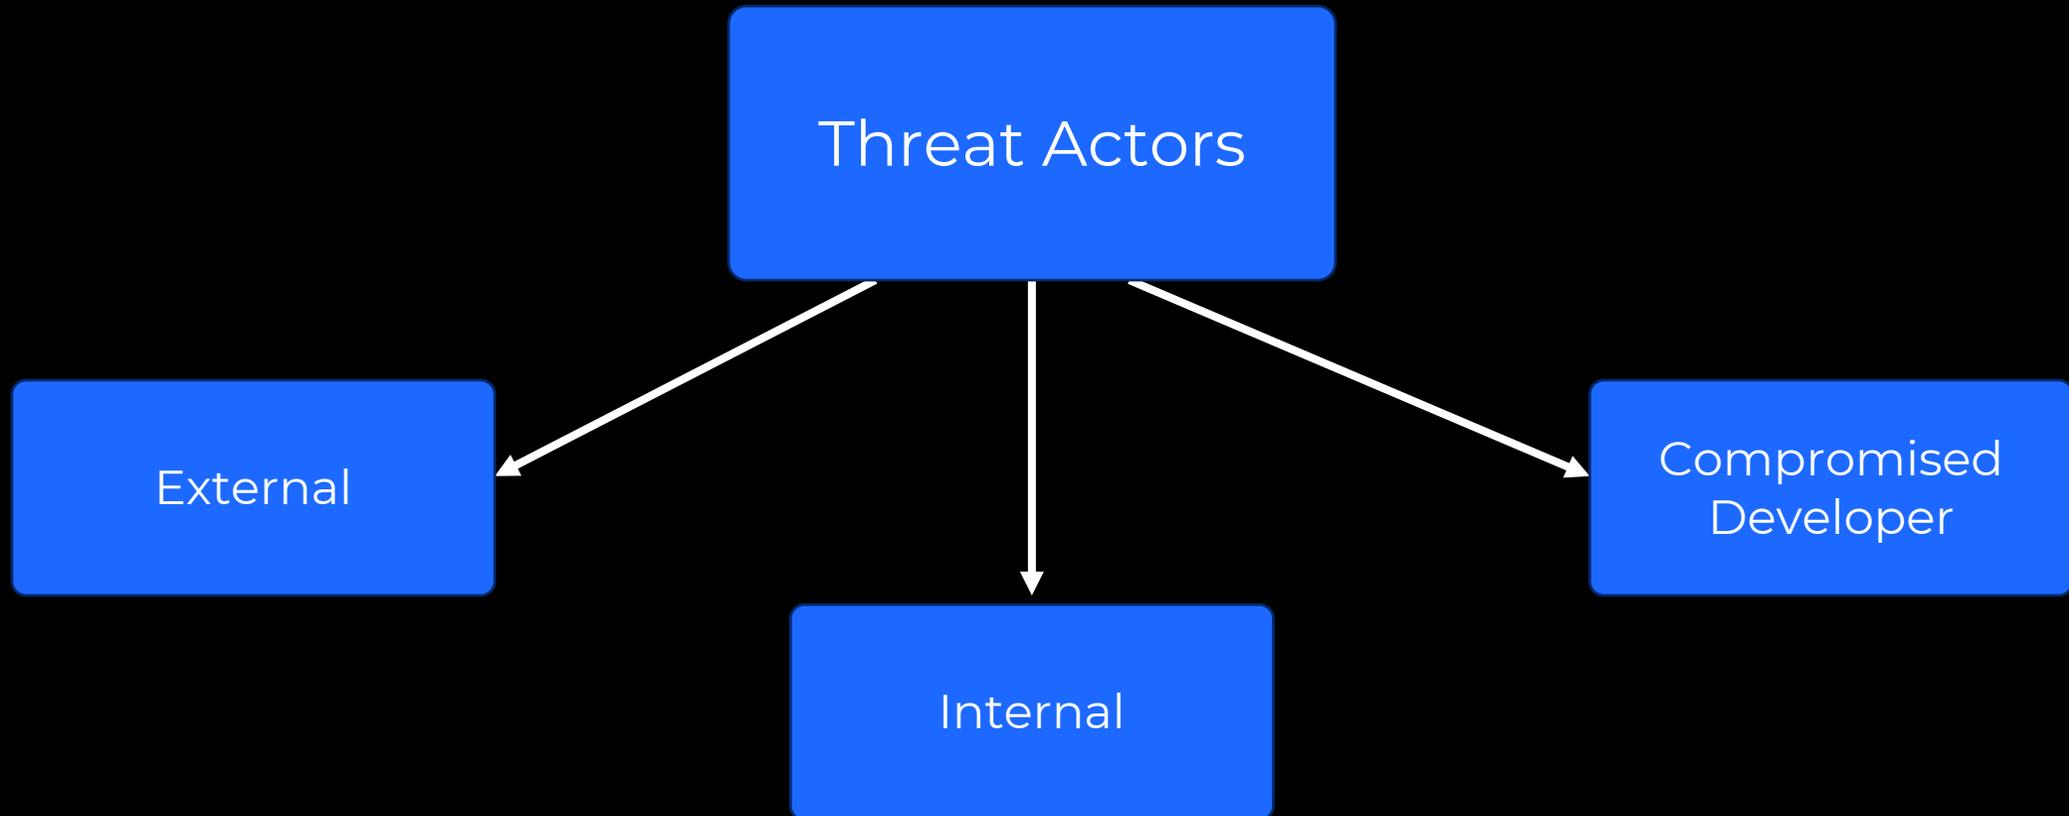 Threat Actors
External
Compromised
Developer
Internal